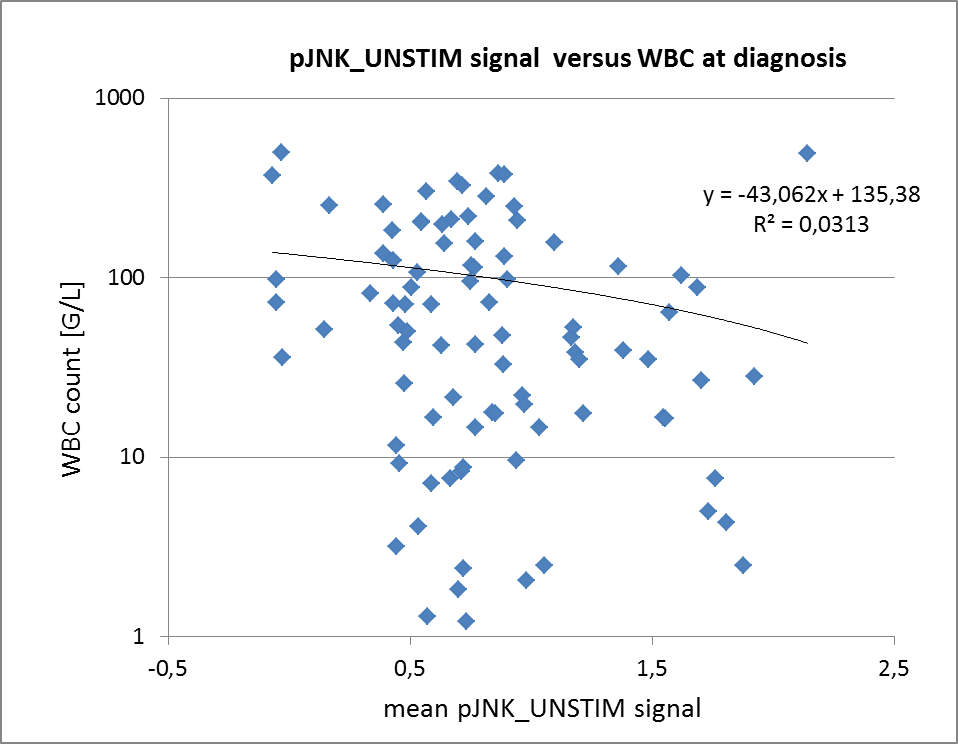 pJNK_UNSTIM signal  versus WBC at diagnosis
1000
y = -43,062x + 135,38
R² = 0,0313
100
WBC count [G/L]
10
1
-0,5 0,5 1,5 2,5
mean pJNK_UNSTIM signal